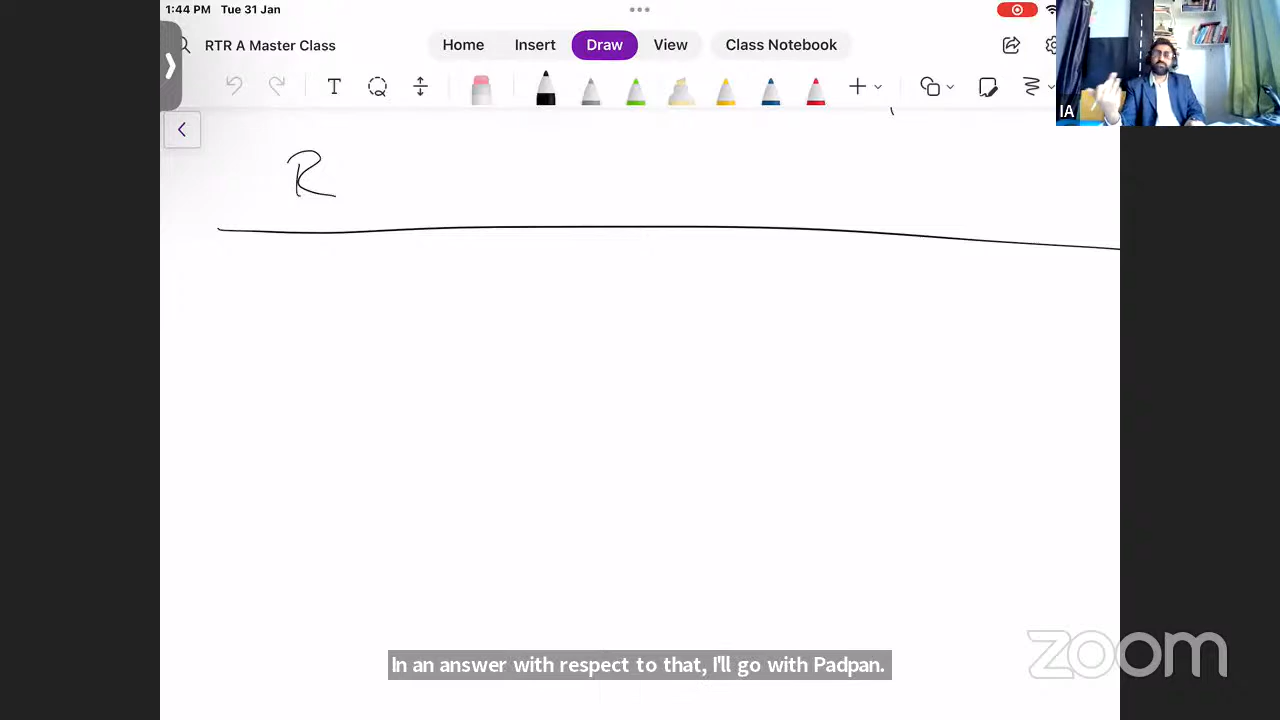 1:44 PM Tue 31 Jan
RTR A Master Class
Home Insert Draw View Class Notebook
T
IA
R
In an answer with respect to that, I'll go with Padpan.
zoom